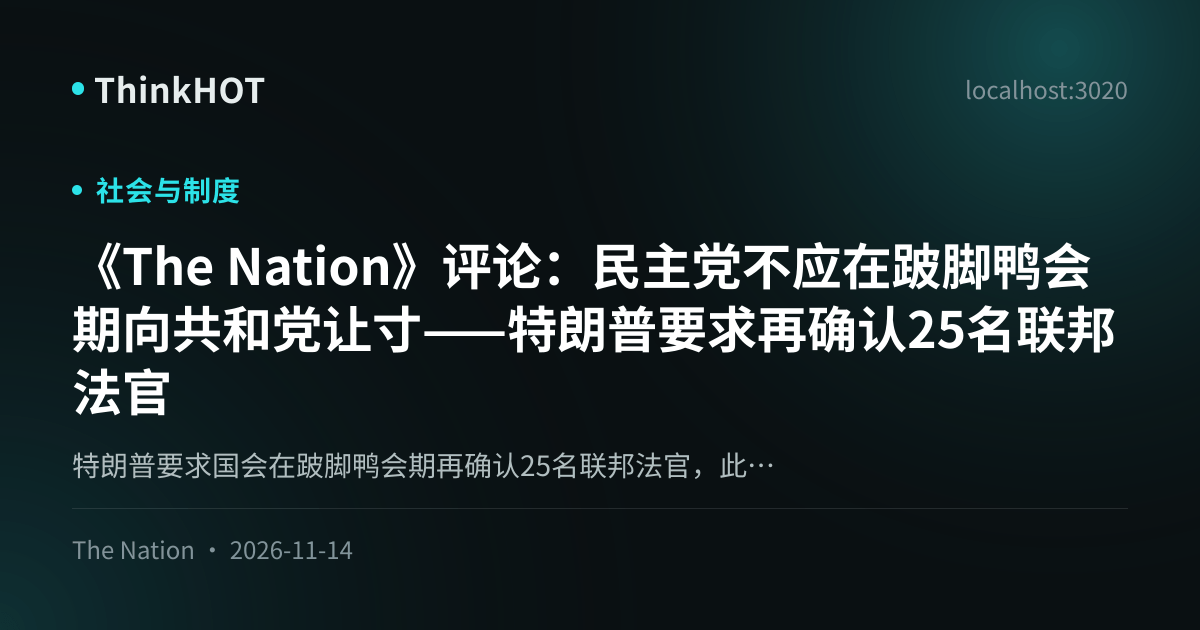 ThinkHOT
localhost:3020
社会与制度
《The Nation》评论：民主党不应在跛脚鸭会
期向共和党让寸——特朗普要求再确认25名联邦
法官
特朗普要求国会在跛脚鸭会期再确认25名联邦法官，此…
The Nation · 2026-11-14